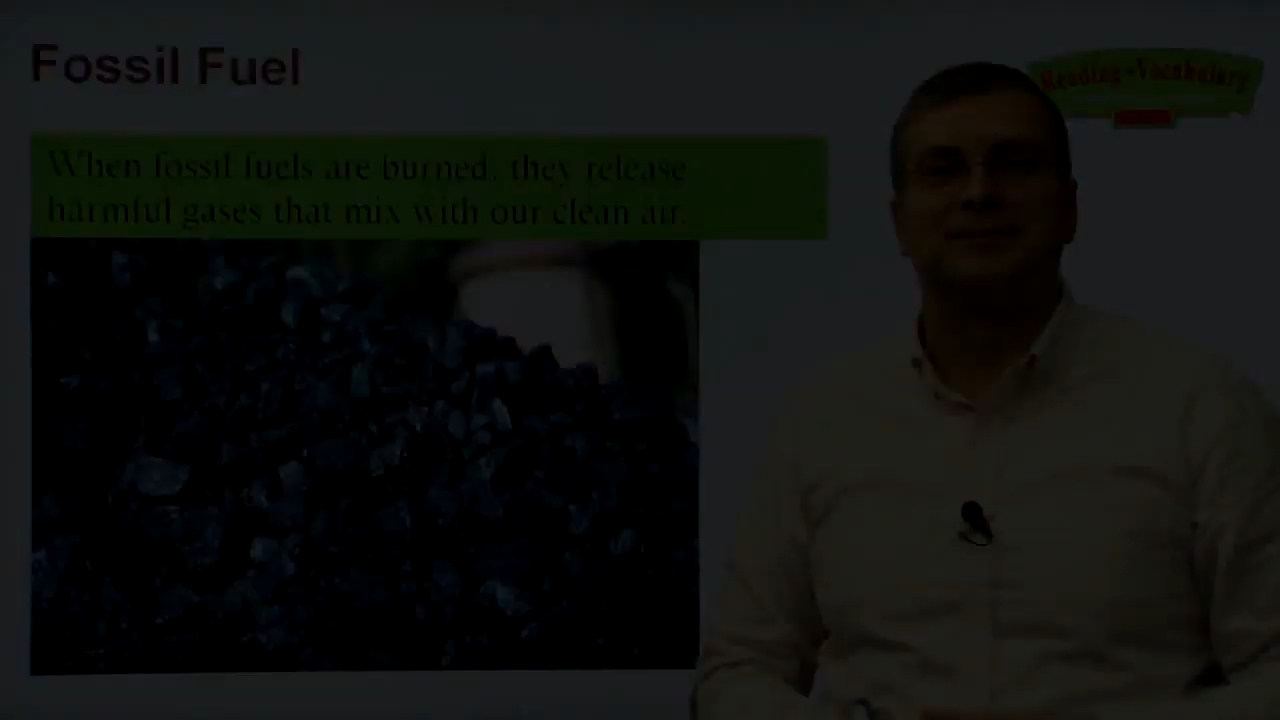 Fossil Fuel
Reading-Vocabulary
When fossil fuels are burned, they release
harmful gases that mix with our clean air.